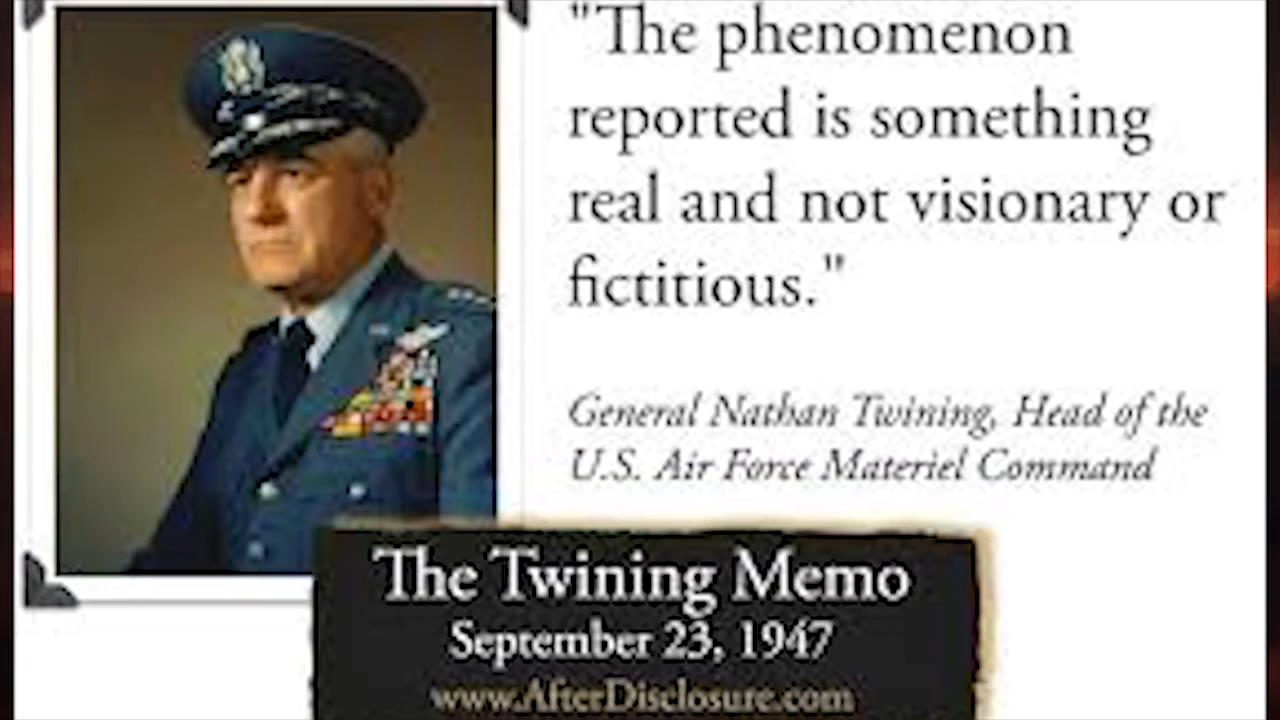 "The phenomenon
reported is something
real and not visionary or
fictitious."
General Nathan Twining, Head of the
U.S. Air Force Materiel Command
The Twining Memo
September 23, 1947
www.AfterDisclosure.com